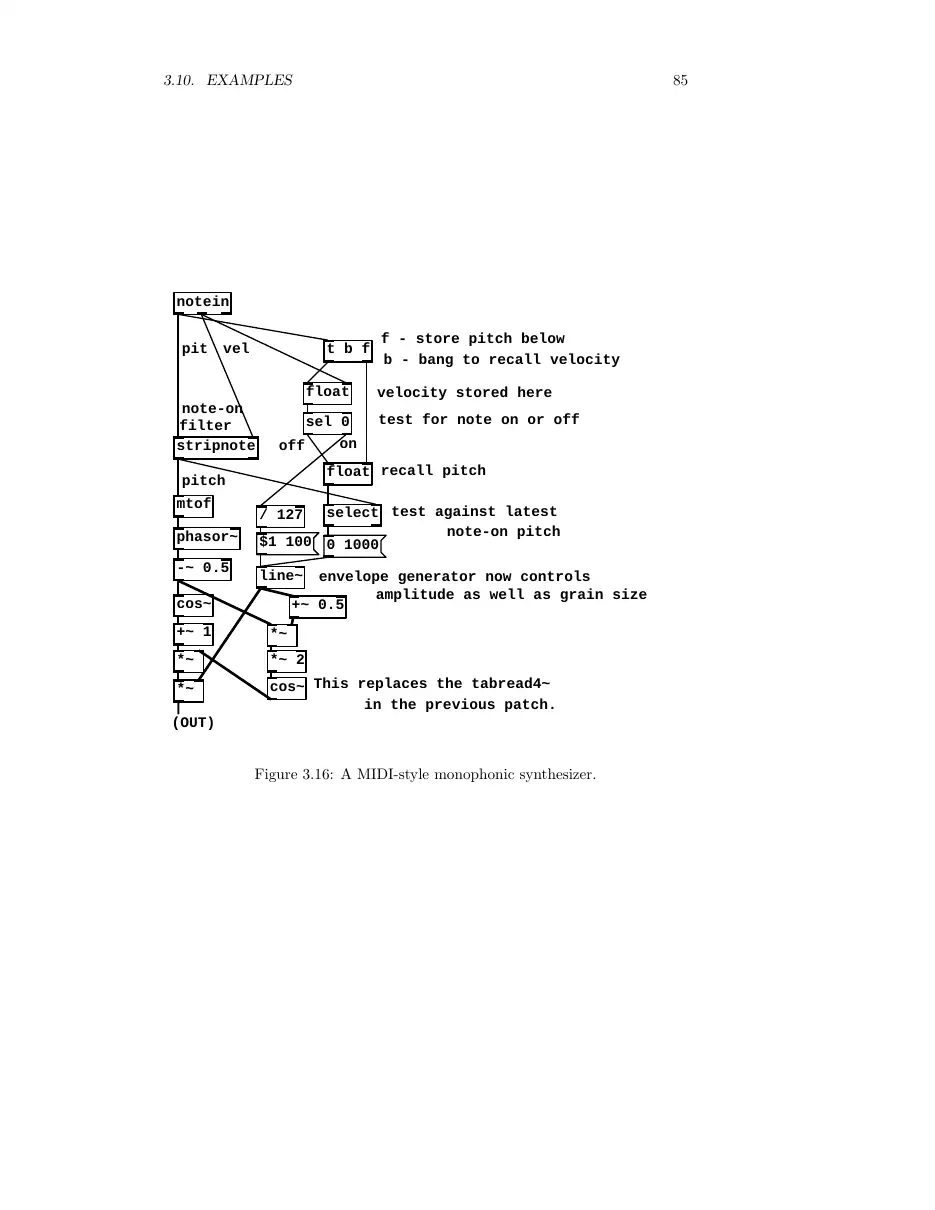 3.10. EXAMPLES 85
notein
f - store pitch below
pit vel
t b f
b - bang to recall velocity
float
velocity stored here
note-on
filter
sel 0
test for note on or off
stripnote
off
on
float
recall pitch
pitch
mtof
/ 127
select
test against latest
note-on pitch
phasor~
$1 100
0 1000
-~ 0.5
line~
envelope generator now controls
amplitude as well as grain size
cos~
+~ 0.5
+~ 1
*~
*~
*~ 2
*~
cos~
This replaces the tabread4~
in the previous patch.
(OUT)
Figure 3.16: A MIDI-style monophonic synthesizer.